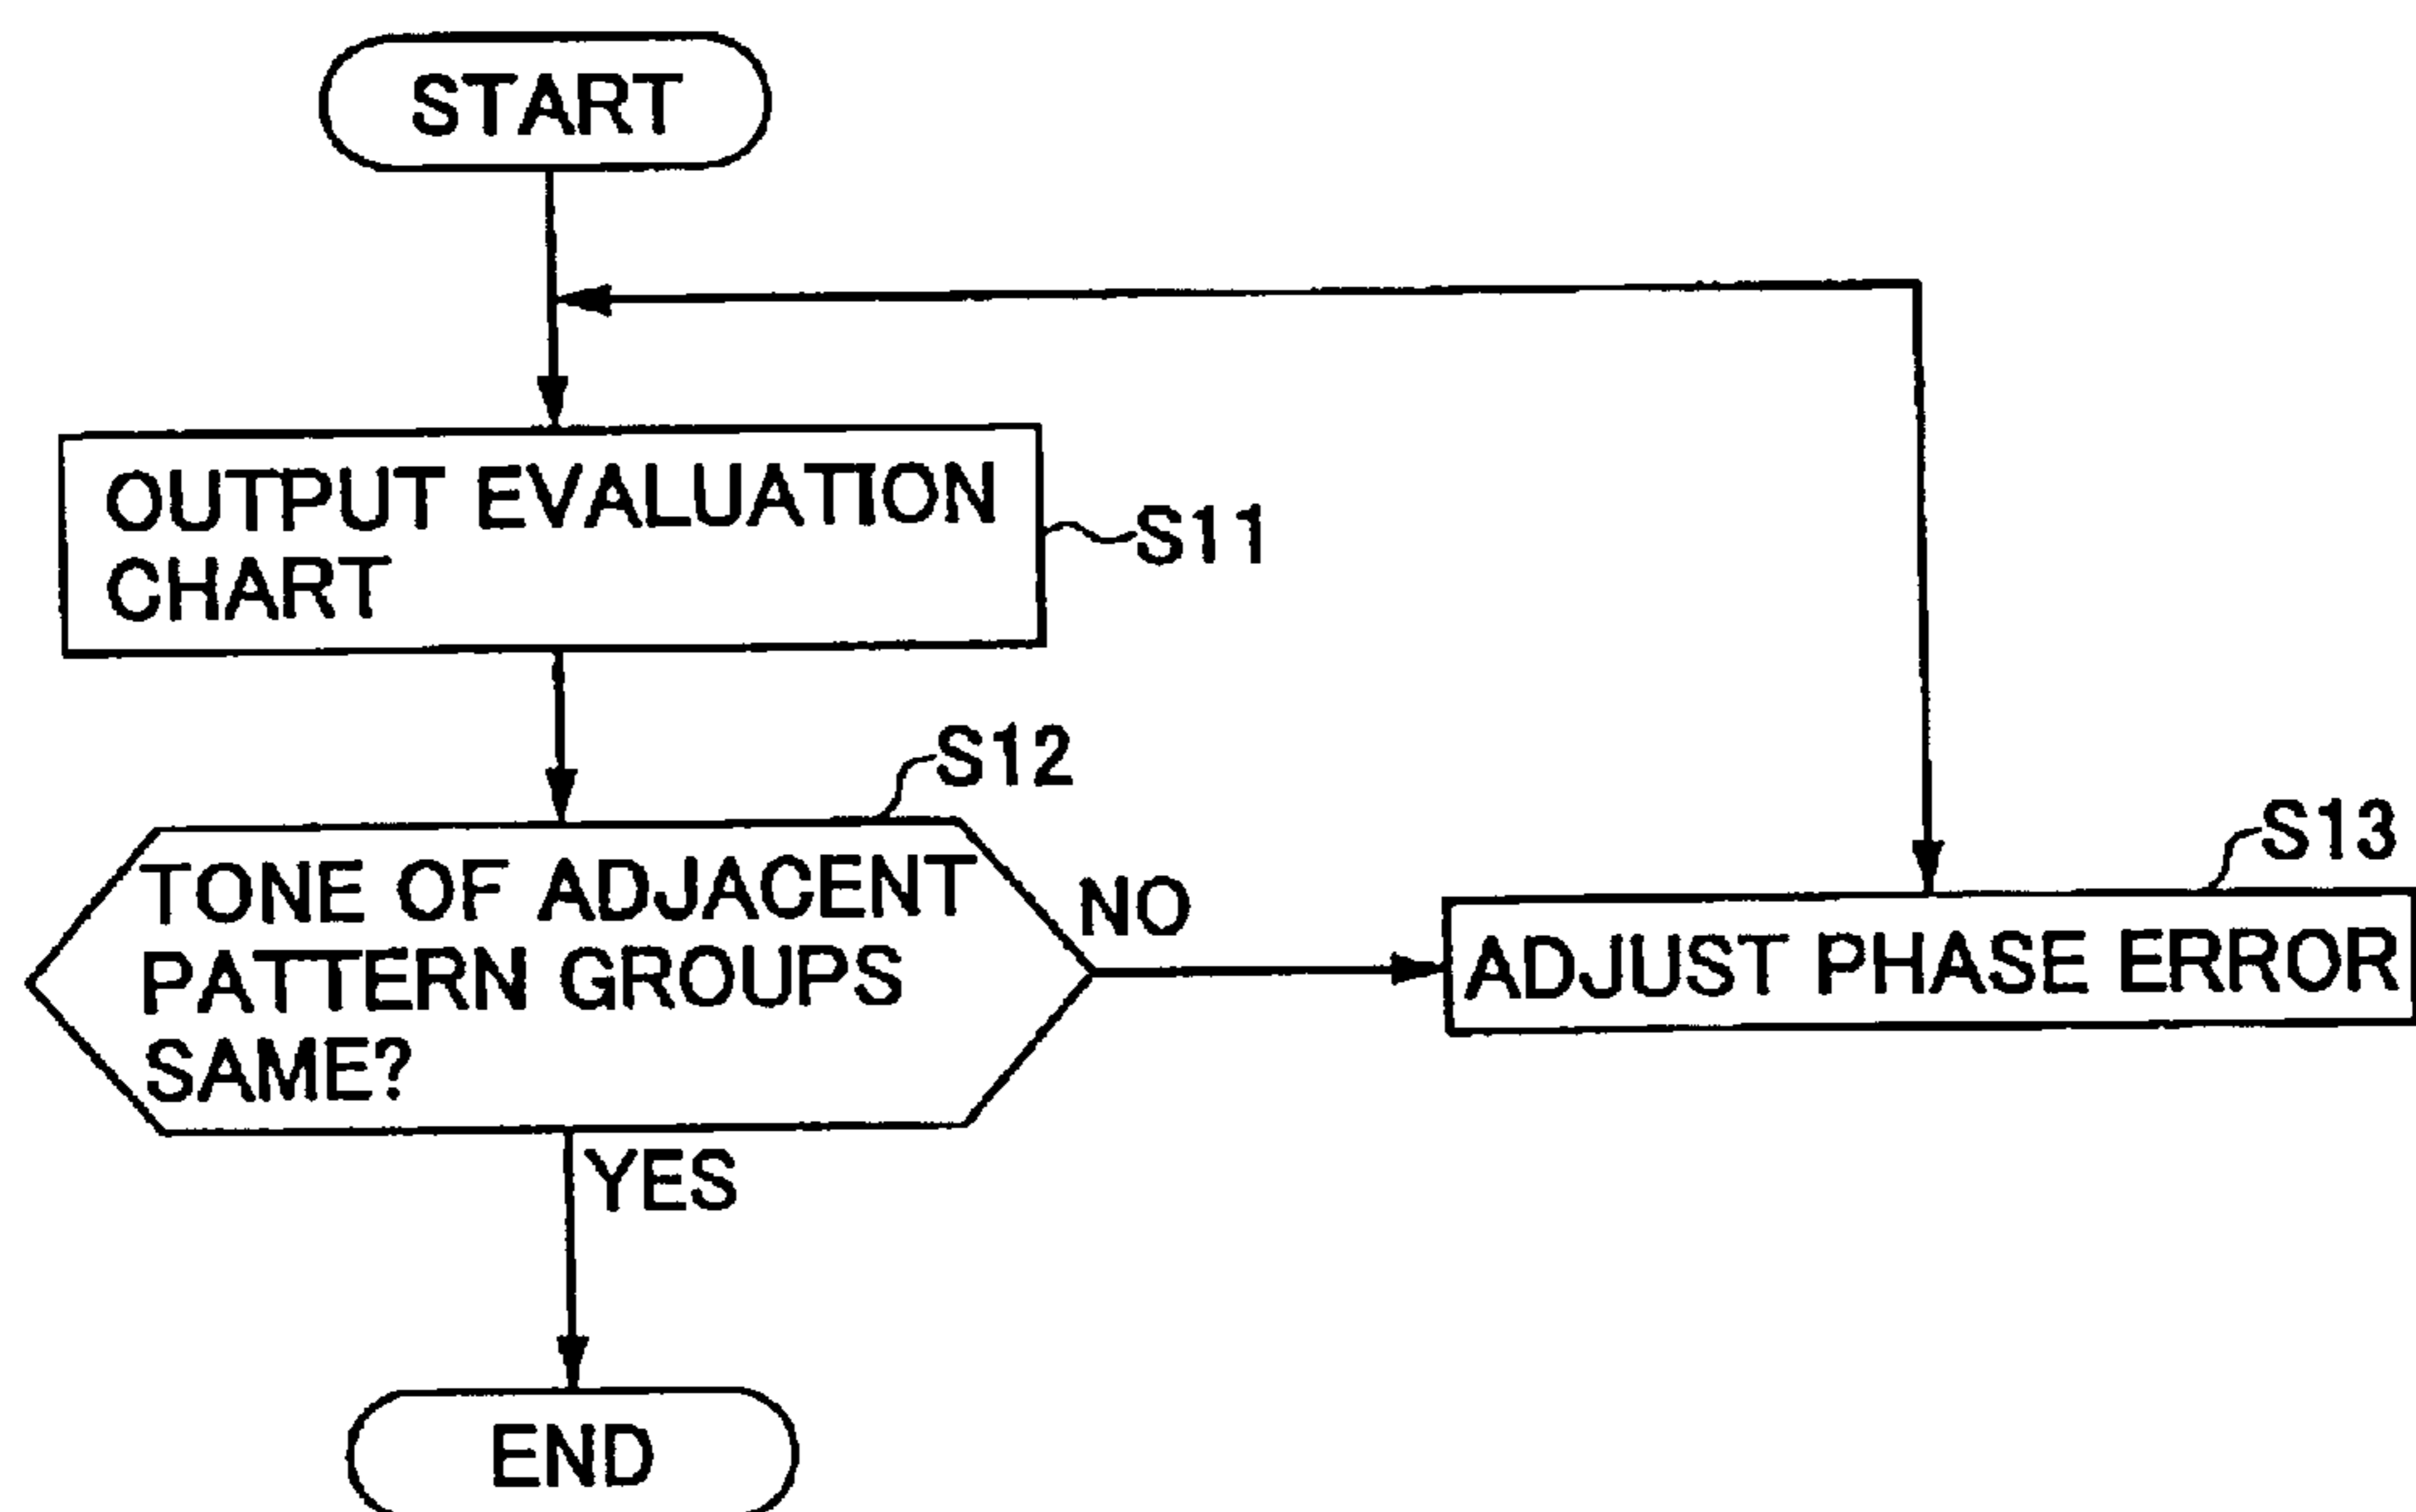 START
OUTPUT EVALUATION
CHART
S11
S12
TONE OF ADJACENT
PATTERN GROUPS
SAME?
NO
S13
ADJUST PHASE ERROR
YES
END